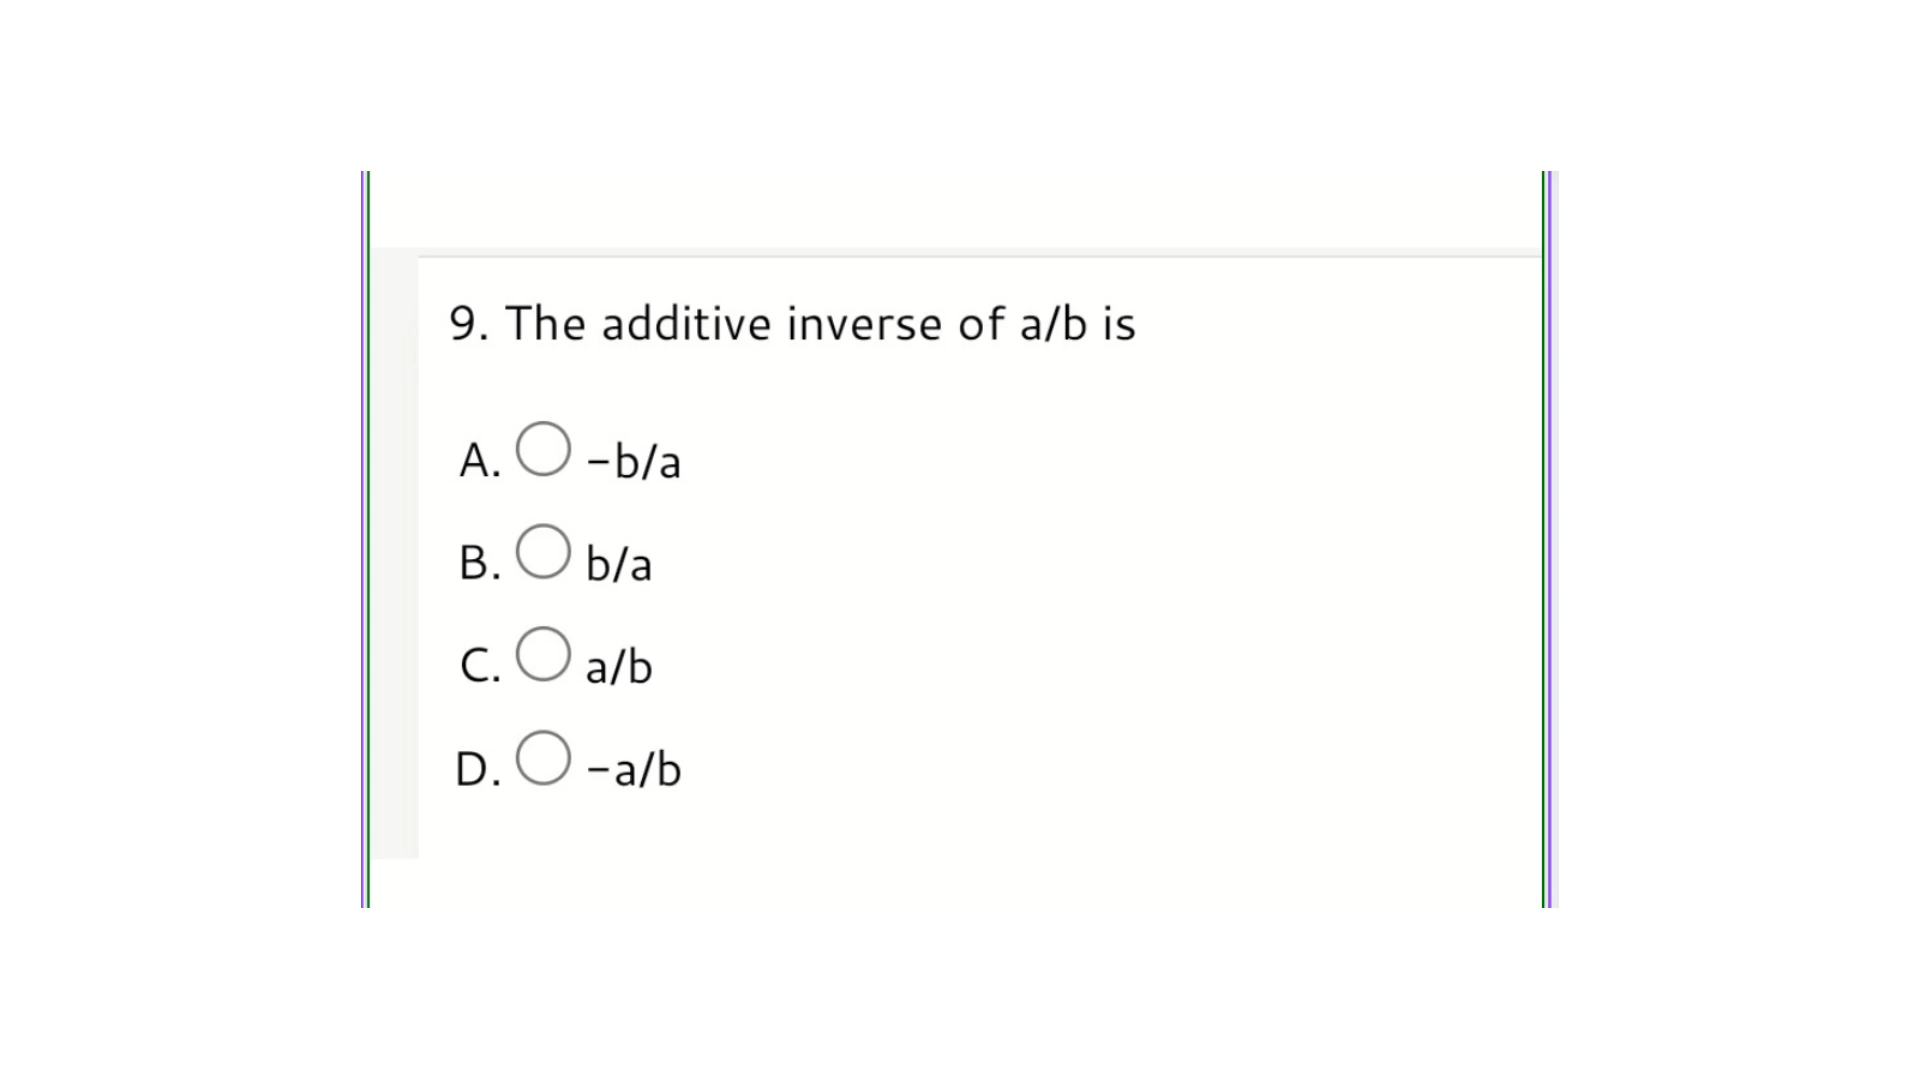 9. The additive inverse of a/b is
A. -b/a
B. b/a
C. a/b
D. -a/b